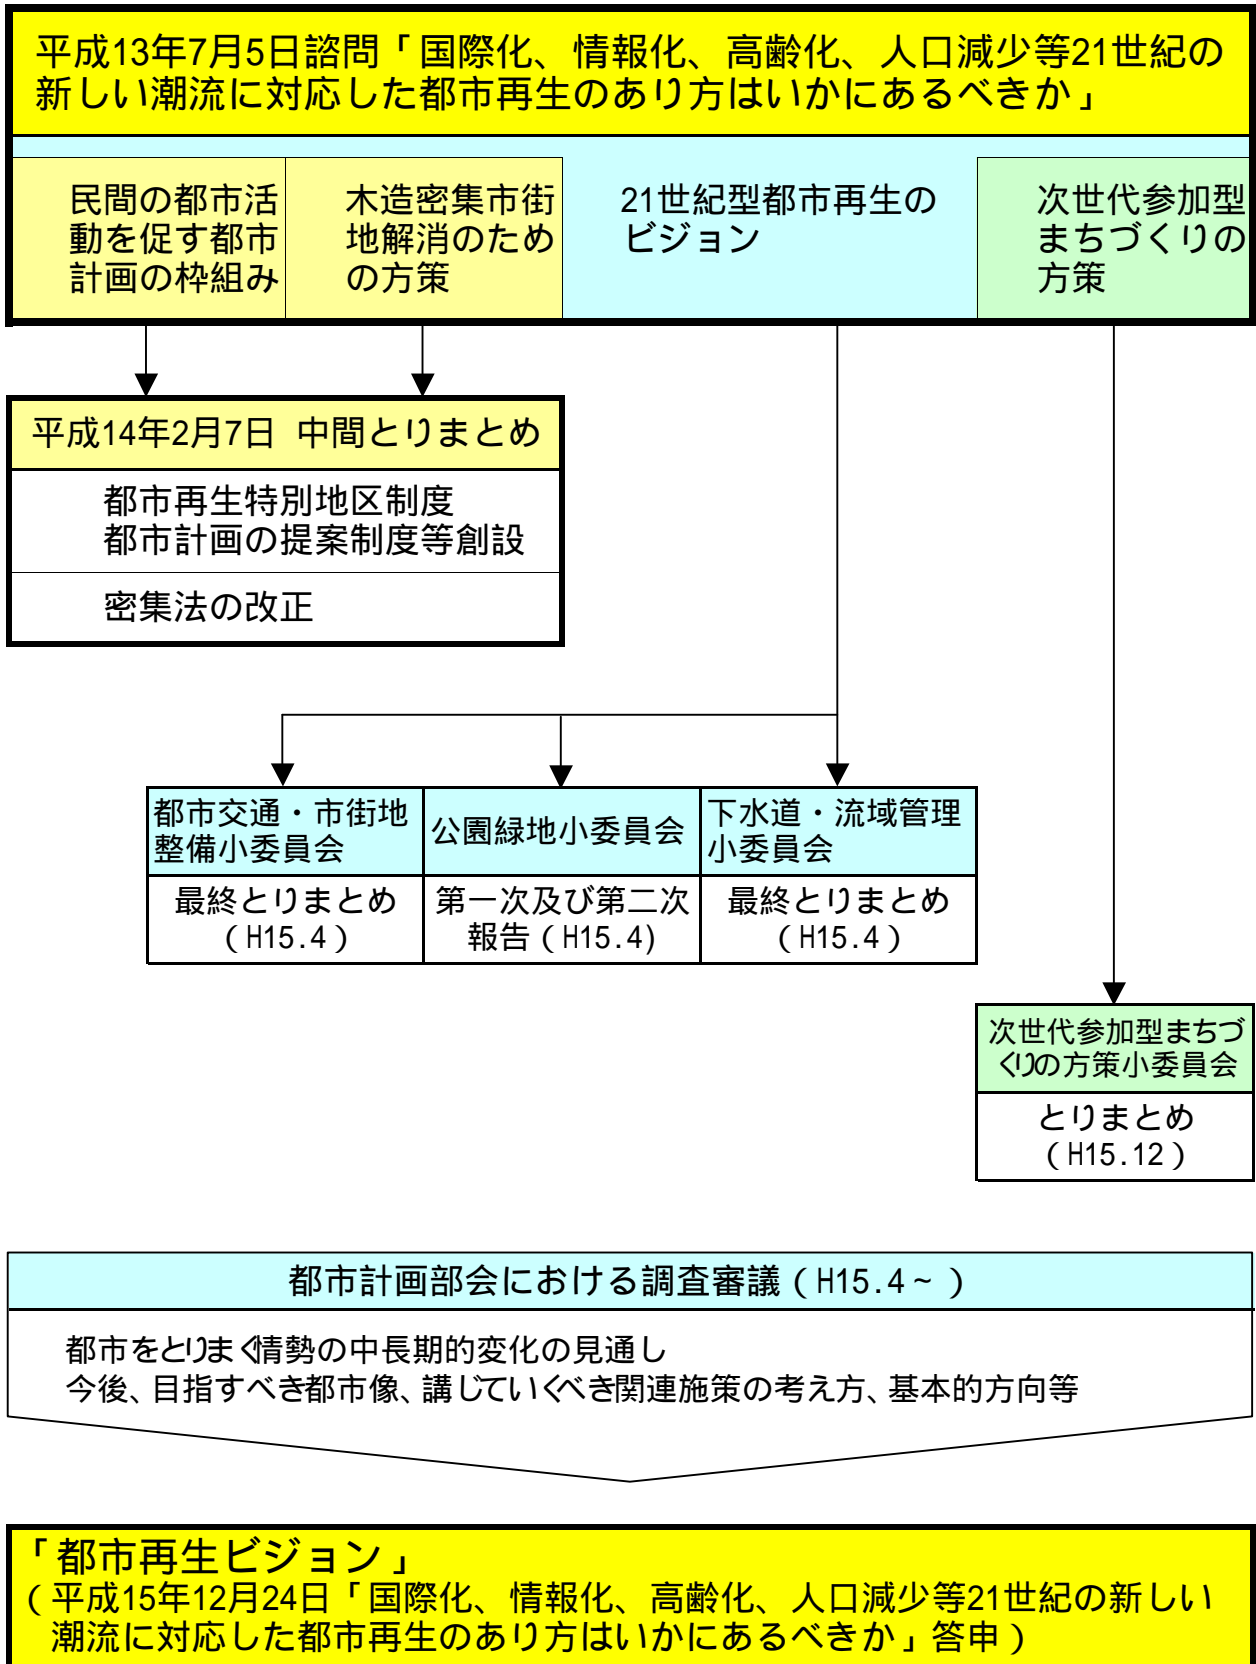 平成13年7月5日諮問「国際化、情報化、高齢化、人口減少等21世紀の
新しい潮流に対応した都市再生のあり方はいかにあるべきか」
民間の都市活
動を促す都市
計画の枠組み
木造密集市街
地解消のため
の方策
21世紀型都市再生の
ビジョン
次世代参加型
まちづくりの
方策
平成14年2月7日 中間とりまとめ
都市再生特別地区制度
都市計画の提案制度等創設
密集法の改正
都市交通・市街地
整備小委員会
最終とりまとめ
(H15.4)
公園緑地小委員会
第一次及び第二次
報告(H15.4)
下水道・流域管理
小委員会
最終とりまとめ
(H15.4)
次世代参加型まちづ
くりの方策小委員会
とりまとめ
(H15.12)
都市計画部会における調査審議(H15.4~ )
都市をとりまく情勢の中長期的変化の見通し
今後、目指すべき都市像、講じていくべき関連施策の考え方、基本的方向等
「都市再生ビジョン」
(平成15年12月24日「国際化、情報化、高齢化、人口減少等21世紀の新しい
潮流に対応した都市再生のあり方はいかにあるべきか」答申)